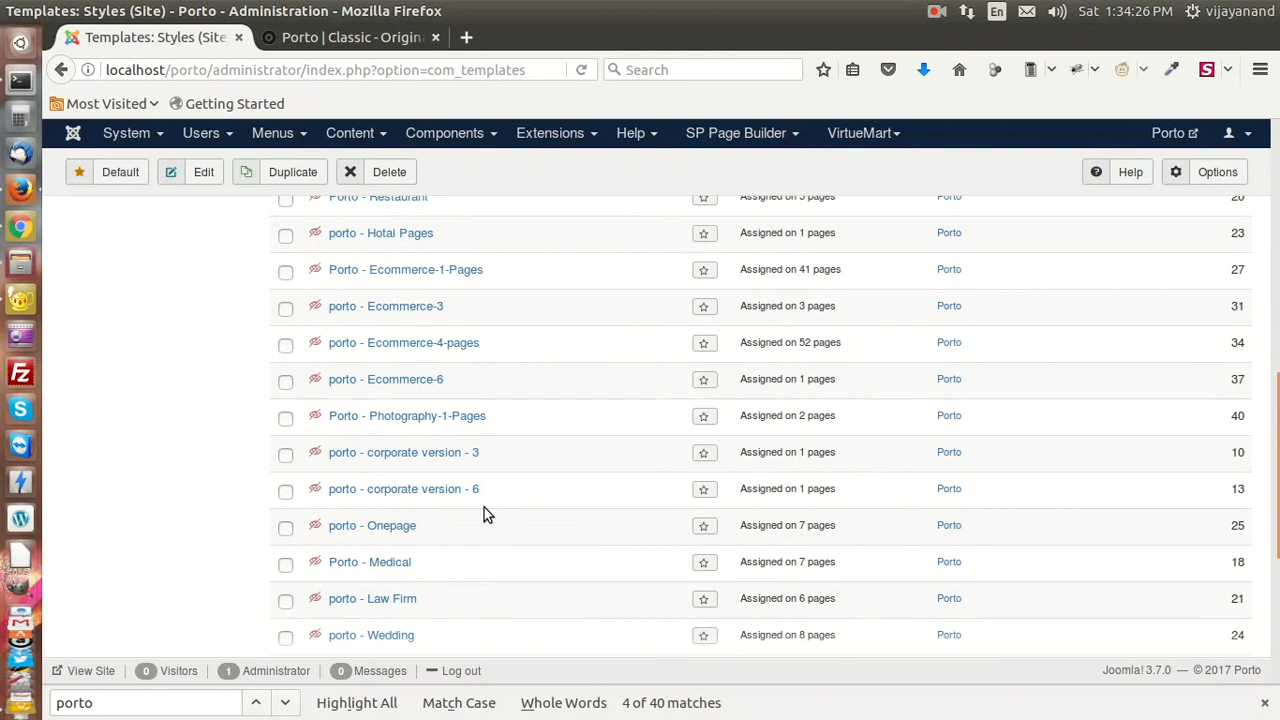 Templates: Styles (Site) - Porto - Administration - Mozilla Firefox
En
Sat 1:34:26 PM
vijayanand
Templates: Styles (Site)
Porto | Classic - Origin
localhost/porto/administrator/index.php?option=com_templates
Search
Most Visited
Getting Started
System
Users
Menus
Content
Components
Extensions
Help
SP Page Builder
VirtueMart
Porto
Default
Edit
Duplicate
Delete
Help
Options
Porto - Restaurant Assigned on 5 pages Porto 20
porto - Hotal Pages Assigned on 1 pages Porto 23
Porto - Ecommerce-1-Pages Assigned on 41 pages Porto 27
porto - Ecommerce-3 Assigned on 3 pages Porto 31
porto - Ecommerce-4-pages Assigned on 52 pages Porto 34
porto - Ecommerce-6 Assigned on 1 pages Porto 37
Porto - Photography-1-Pages Assigned on 2 pages Porto 40
porto - corporate version - 3 Assigned on 1 pages Porto 10
porto - corporate version - 6 Assigned on 1 pages Porto 13
porto - Onepage Assigned on 7 pages Porto 25
Porto - Medical Assigned on 7 pages Porto 18
porto - Law Firm Assigned on 6 pages Porto 21
porto - Wedding Assigned on 8 pages Porto 24
View Site 0 Visitors 1 Administrator 0 Messages Log out Joomla! 3.7.0 — © 2017 Porto
porto Highlight All Match Case Whole Words 4 of 40 matches